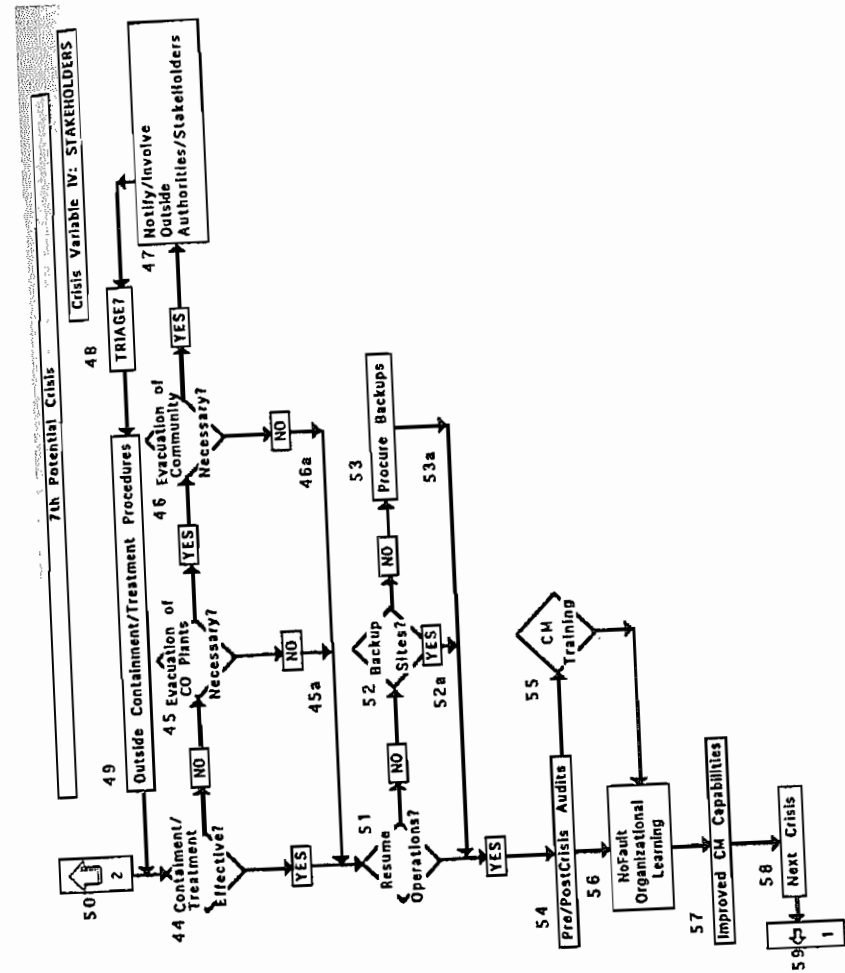 7th Potential Crisis
Crisis Variable IV: STAKEHOLDERS
50
2
49
Outside Containment/Treatment Procedures
48
TRIAGE?
47
Notify/Involve
Outside
Authorities/StakeHolders
44
Containment/
Treatment
Effective?
NO
45
Evacuation of
CO Plants
Necessary?
YES
46
Evacuation of
Community
Necessary?
YES
YES
NO
45a
NO
46a
51
Resume
Operations?
NO
52
Backup
Sites?
NO
53
Procure Backups
YES
YES
52a
53a
54
Pre/PostCrisis Audits
55
CM
Training
56
NoFault
Organizational
Learning
57
Improved CM Capabilities
58
Next Crisis
59
1